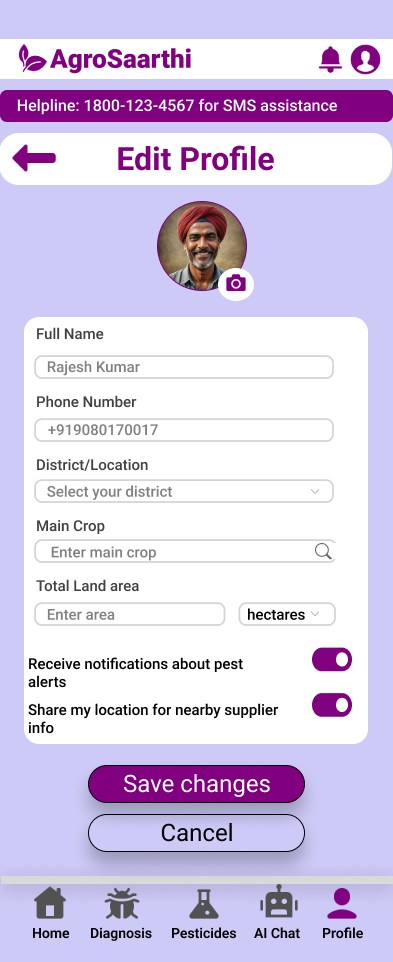 AgroSaarthi
Helpline: 1800-123-4567 for SMS assistance
Edit Profile
Full Name
Rajesh Kumar
Phone Number
+919080170017
District/Location
Select your district
Main Crop
Enter main crop
Total Land area
Enter area hectares
Receive notifications about pest
alerts
Share my location for nearby supplier
info
Save changes
Cancel
Home Diagnosis Pesticides AI Chat Profile